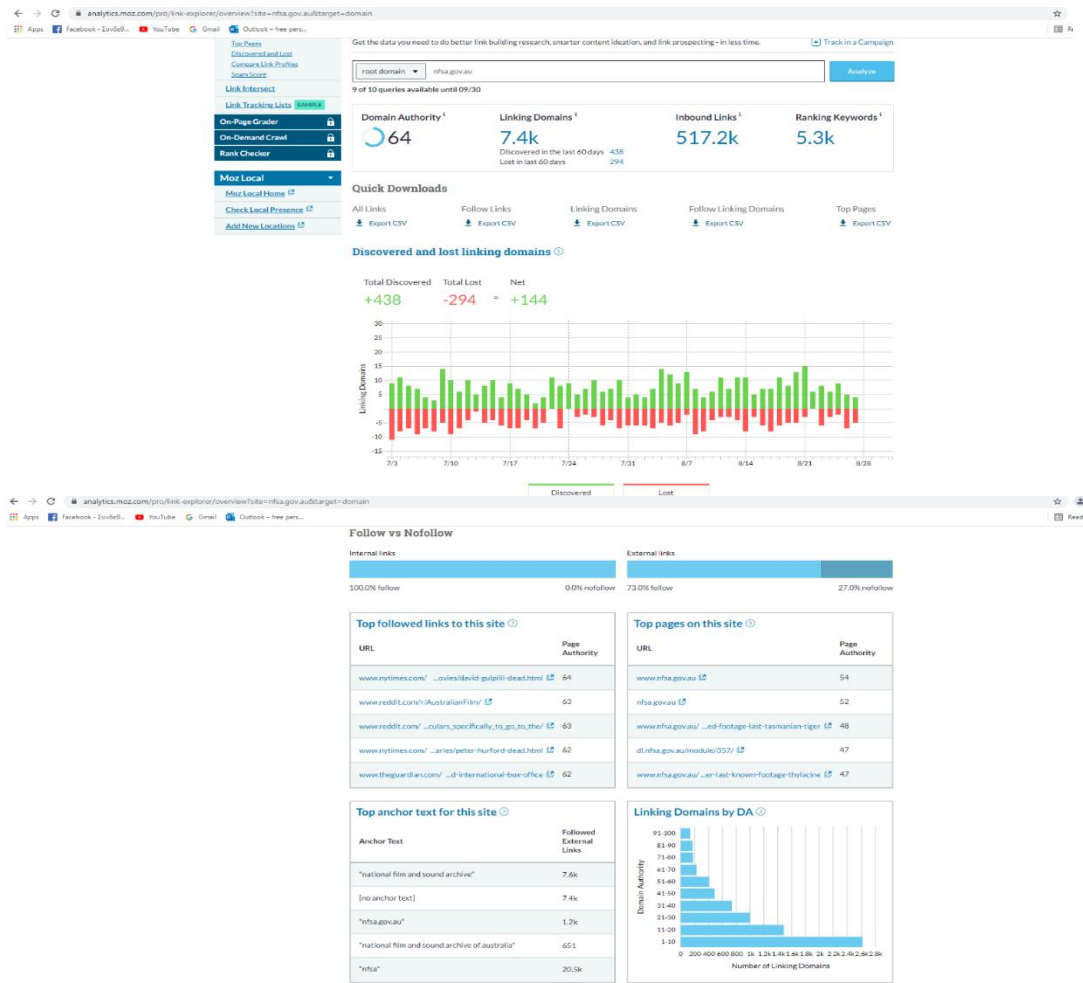 analytics.moz.com/pro/link-explorer/overview?site=nfsa.gov.au&target=domain
Apps Facebook - Συνδεθ... YouTube Gmail Outlook – free pers...
Top Pages
Discovered and Lost
Compare Link Profiles
Spam Score
Link Intersect
Link Tracking Lists SAMPLE
On-Page Grader
On-Demand Crawl
Rank Checker
Moz Local
Moz Local Home
Check Local Presence
Add New Locations
Get the data you need to do better link building research, smarter content ideation, and link prospecting - in less time.
Track in a Campaign
root domain nfsa.gov.au Analyze
9 of 10 queries available until 09/30
Domain Authority Linking Domains Inbound Links Ranking Keywords
64 7.4k 517.2k 5.3k
Discovered in the last 60 days 438
Lost in last 60 days 294
Quick Downloads
All Links Follow Links Linking Domains Follow Linking Domains Top Pages
Export CSV Export CSV Export CSV Export CSV Export CSV
Discovered and lost linking domains
Total Discovered Total Lost Net
+438 -294 = +144
30
25
20
15
10
5
0
-5
-10
-15
Linking Domains
7/3 7/10 7/17 7/24 7/31 8/7 8/14 8/21 8/28
Discovered Lost
analytics.moz.com/pro/link-explorer/overview?site=nfsa.gov.au&target=domain
Apps Facebook - Συνδεθ... YouTube Gmail Outlook – free pers... Read
Follow vs Nofollow
Internal links External links
100.0% follow 0.0% nofollow 73.0% follow 27.0% nofollow
Top followed links to this site
URL Page Authority
www.nytimes.com/ ...ovies/david-gulpilil-dead.html 64
www.reddit.com/r/AustralianFilm/ 63
www.reddit.com/ ...culars_specifically_to_go_to_the/ 63
www.nytimes.com/ ...aries/peter-hurford-dead.html 62
www.theguardian.com/ ...d-international-box-office 62
Top pages on this site
URL Page Authority
www.nfsa.gov.au 54
nfsa.gov.au 52
www.nfsa.gov.au/ ...ed-footage-last-tasmanian-tiger 48
dl.nfsa.gov.au/module/357/ 47
www.nfsa.gov.au/ ...er-last-known-footage-thylacine 47
Top anchor text for this site
Anchor Text Followed External Links
"national film and sound archive" 7.6k
[no anchor text] 7.4k
"nfsa.gov.au" 1.2k
"national film and sound archive of australia" 651
"nfsa" 20.5k
Linking Domains by DA
Domain Authority
91-100
81-90
71-80
61-70
51-60
41-50
31-40
21-30
11-20
1-10
0 200 400 600 800 1k 1.2k 1.4k 1.6k 1.8k 2k 2.2k 2.4k 2.6k 2.8k
Number of Linking Domains